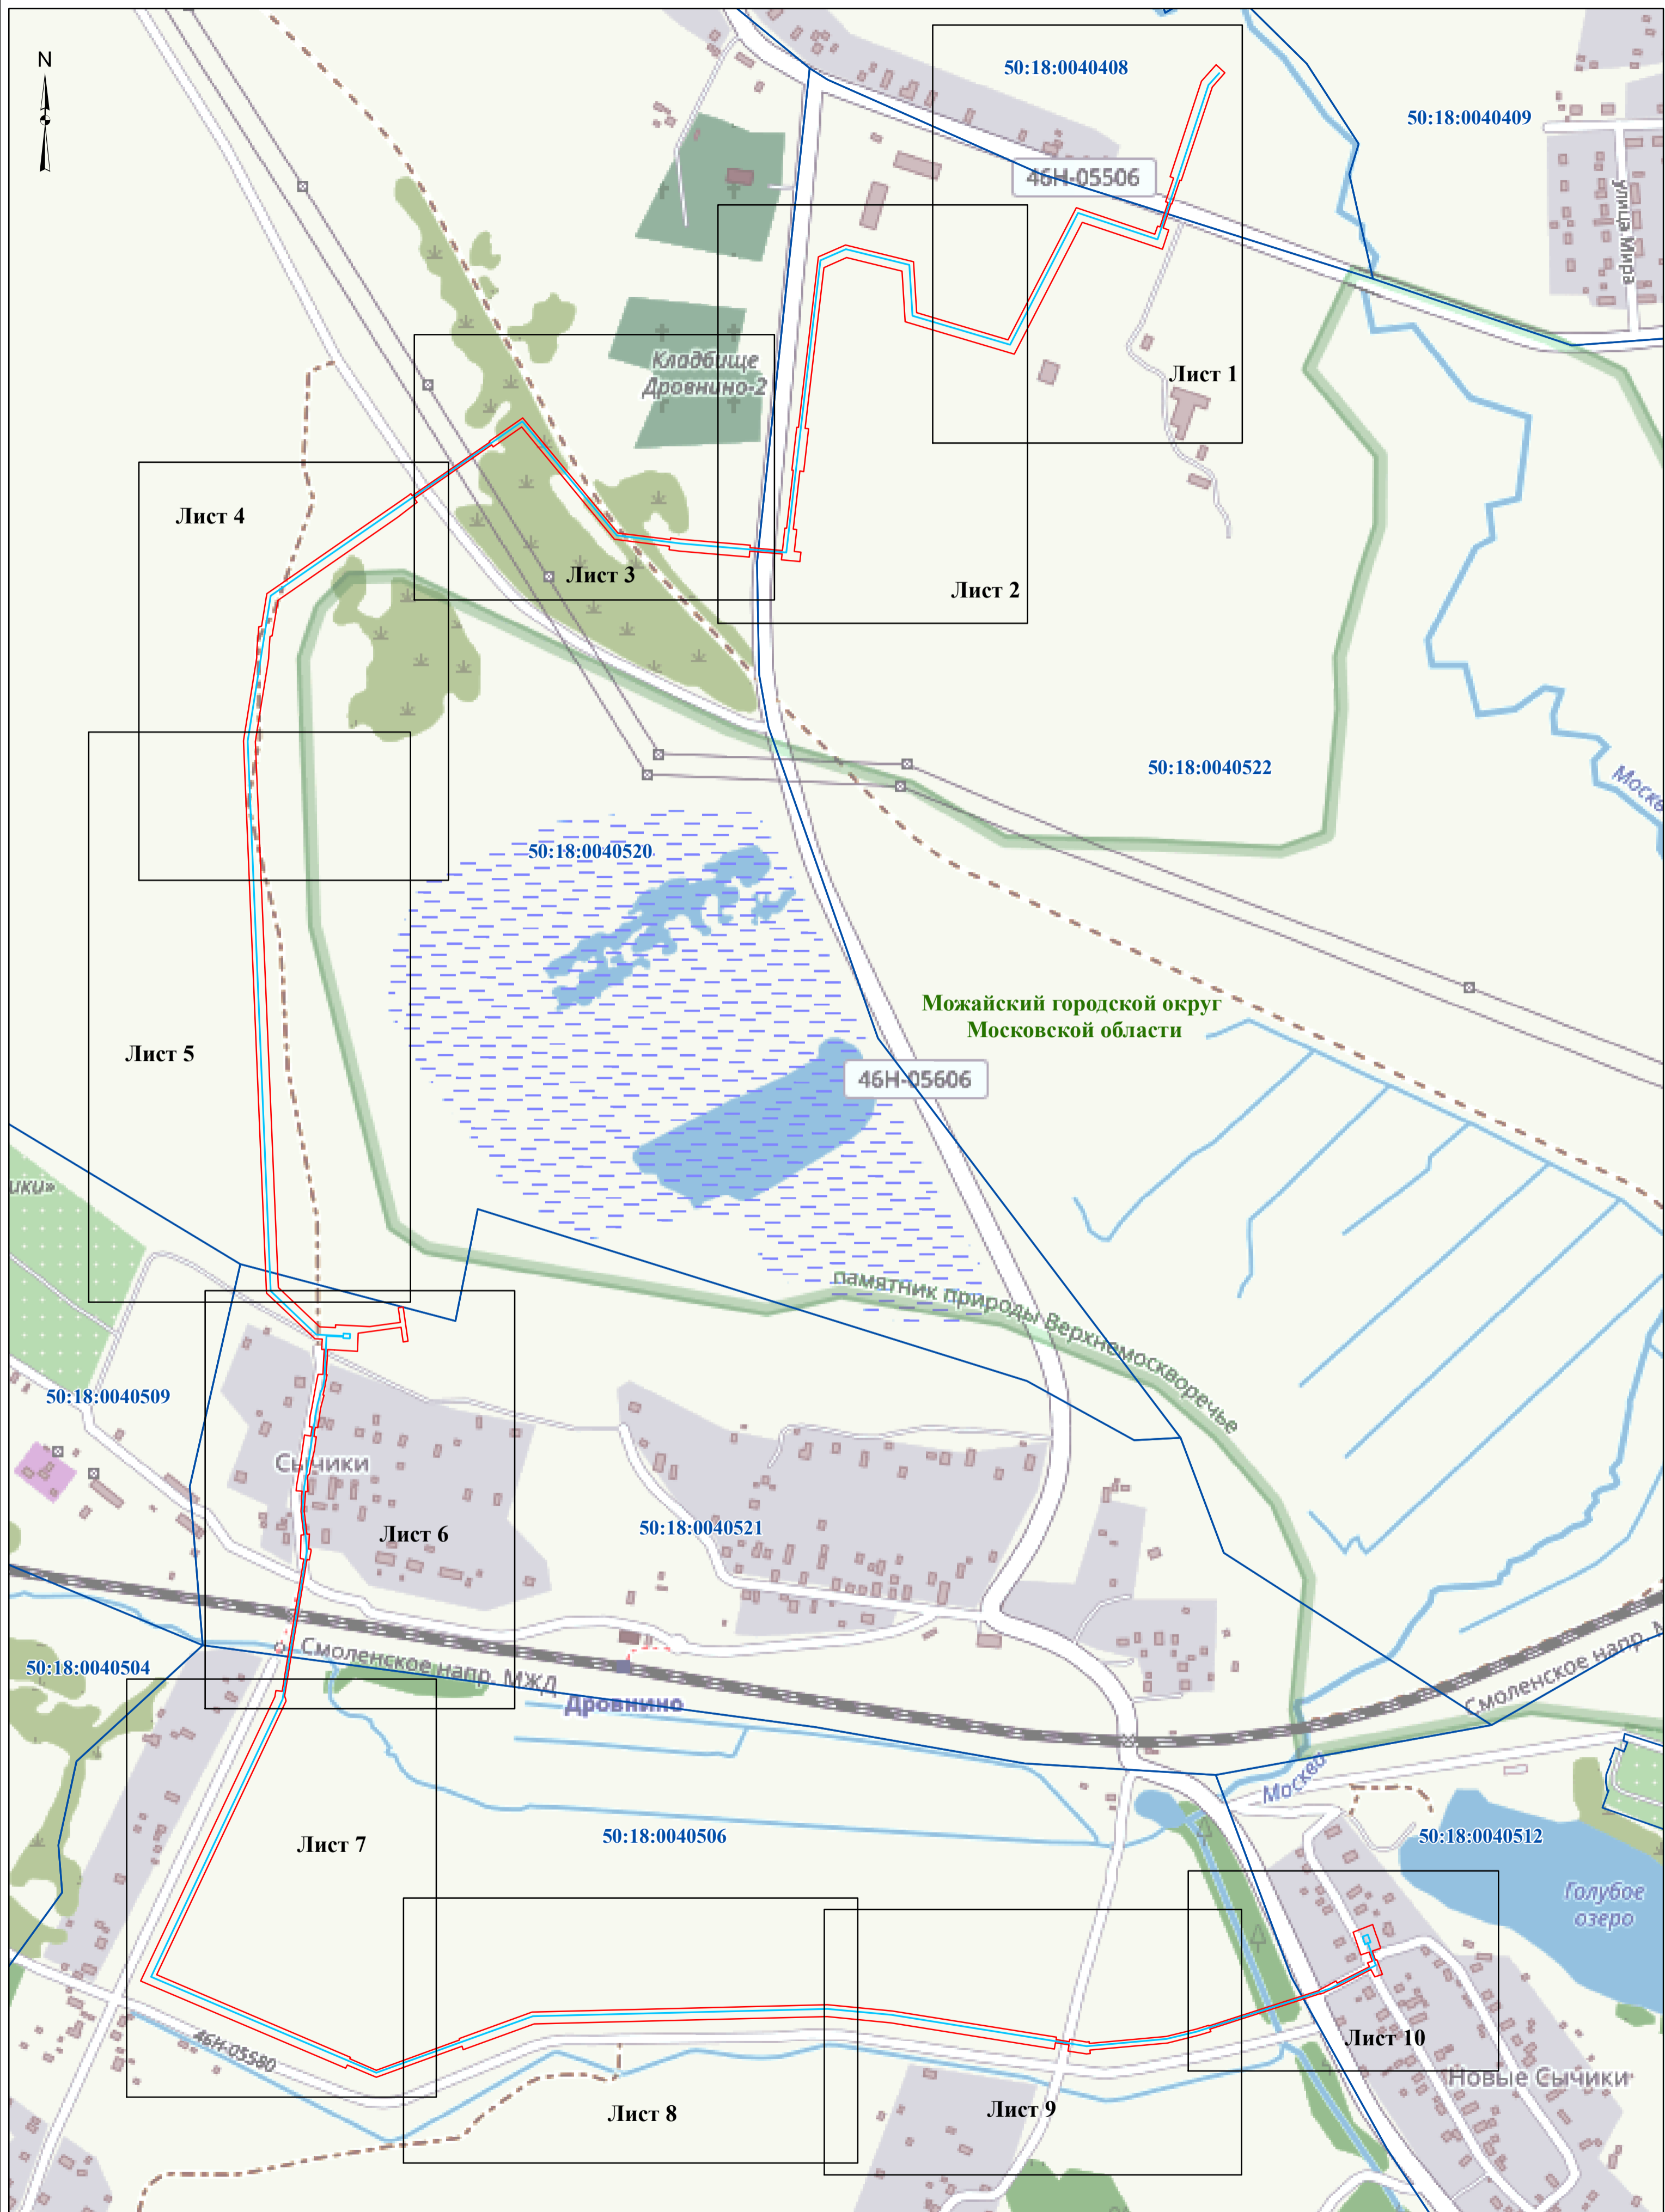 N
50:18:0040408
50:18:0040409
46Н-05506
улица Мира
Кладбище
Дровнино-2
Лист 1
Лист 4
Лист 3
Лист 2
50:18:0040522
50:18:0040520
Можайский городской округ
Московской области
Лист 5
46Н-05606
ики»
памятник природы Верхнемоскворечье
50:18:0040509
Сычики
Лист 6
50:18:0040521
Смоленское напр. МЖД
Смоленское напр. М
50:18:0040504
Дровнино
Москва
Лист 7
50:18:0040506
50:18:0040512
Голубое
озеро
46Н-05580
Лист 10
Новые Сычики
Лист 8
Лист 9